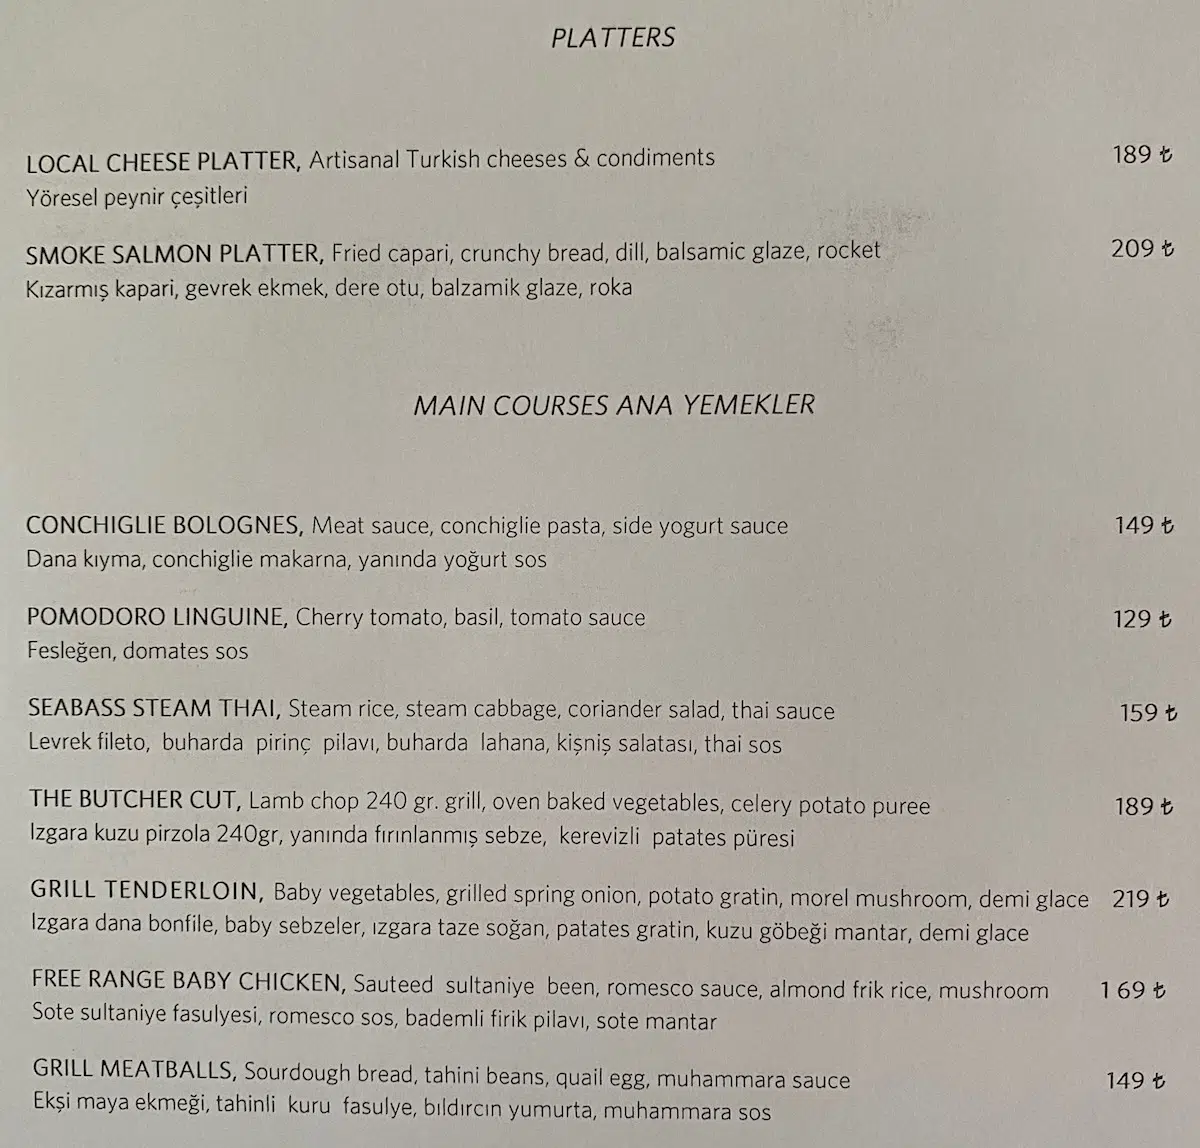 PLATTERS
LOCAL CHEESE PLATTER, Artisanal Turkish cheeses & condiments 189 ₺
Yöresel peynir çeşitleri
SMOKE SALMON PLATTER, Fried capari, crunchy bread, dill, balsamic glaze, rocket 209 ₺
Kızarmış kapari, gevrek ekmek, dere otu, balzamik glaze, roka
MAIN COURSES ANA YEMEKLER
CONCHIGLIE BOLOGNES, Meat sauce, conchiglie pasta, side yogurt sauce 149 ₺
Dana kıyma, conchiglie makarna, yanında yoğurt sos
POMODORO LINGUINE, Cherry tomato, basil, tomato sauce 129 ₺
Fesleğen, domates sos
SEABASS STEAM THAI, Steam rice, steam cabbage, coriander salad, thai sauce 159 ₺
Levrek fileto, buharda pirinç pilavı, buharda lahana, kişniş salatası, thai sos
THE BUTCHER CUT, Lamb chop 240 gr. grill, oven baked vegetables, celery potato puree 189 ₺
Izgara kuzu pirzola 240gr, yanında fırınlanmış sebze, kerevizli patates püresi
GRILL TENDERLOIN, Baby vegetables, grilled spring onion, potato gratin, morel mushroom, demi glace 219 ₺
Izgara dana bonfile, baby sebzeler, ızgara taze soğan, patates gratin, kuzu göbeği mantar, demi glace
FREE RANGE BABY CHICKEN, Sauteed sultaniye been, romesco sauce, almond frik rice, mushroom 1 69 ₺
Sote sultaniye fasulyesi, romesco sos, bademli firik pilavı, sote mantar
GRILL MEATBALLS, Sourdough bread, tahini beans, quail egg, muhammara sauce 149 ₺
Ekşi maya ekmeği, tahinli kuru fasulye, bıldırcın yumurta, muhammara sos